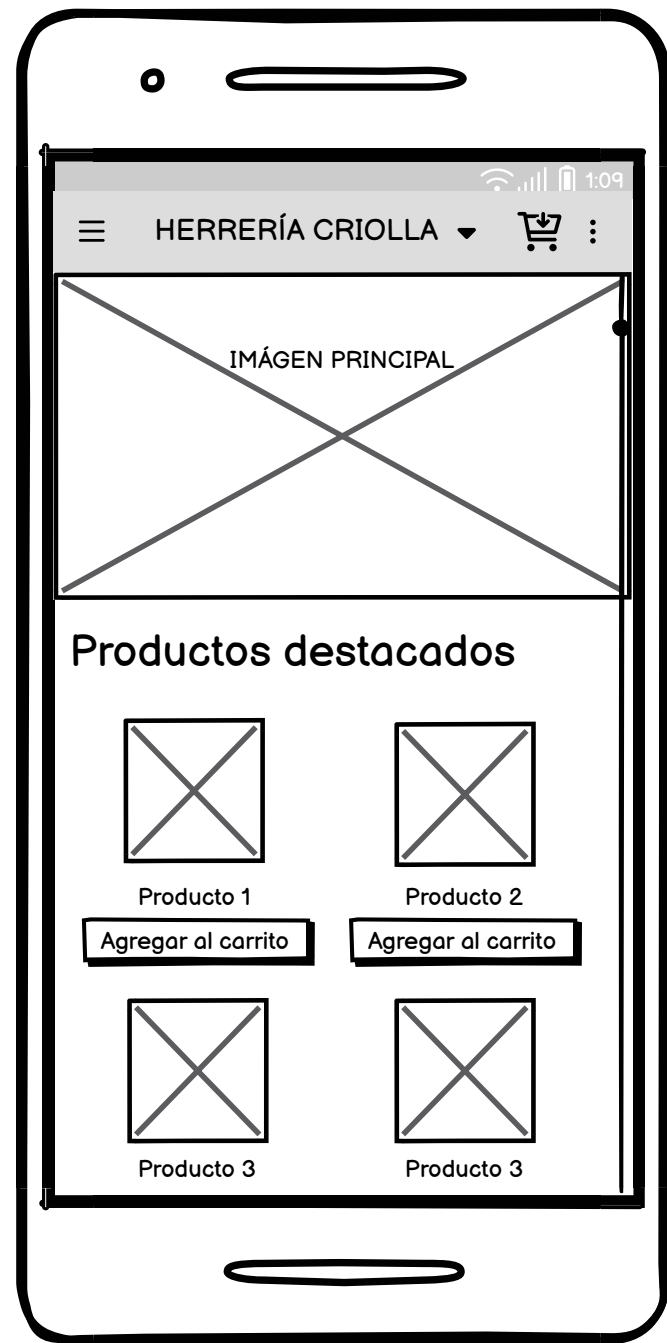 1:09
HERRERÍA CRIOLLA
IMÁGEN PRINCIPAL
Productos destacados
Producto 1
Producto 2
Agregar al carrito
Agregar al carrito
Producto 3
Producto 3